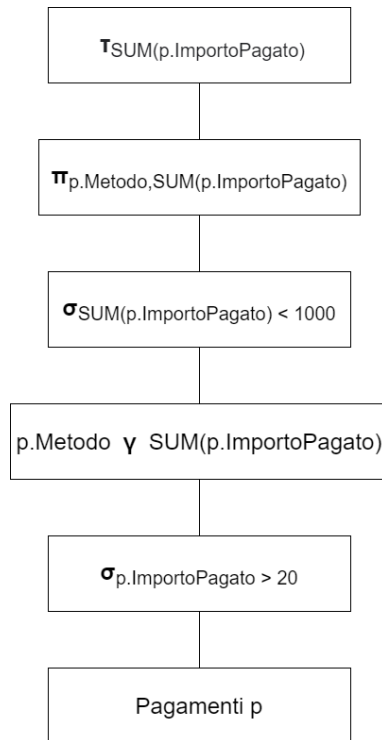 τSUM(p.ImportoPagato)
πp.Metodo,SUM(p.ImportoPagato)
σSUM(p.ImportoPagato) < 1000
p.Metodo γ SUM(p.ImportoPagato)
σp.ImportoPagato > 20
Pagamenti p